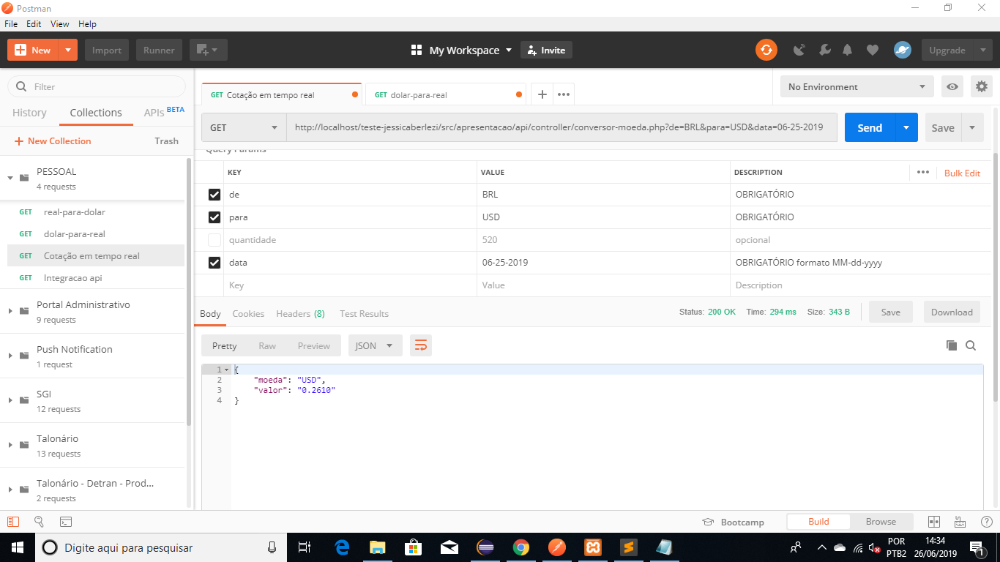 Postman
File Edit View Help
New Import Runner My Workspace Invite Upgrade
Filter
History Collections APIs BETA
New Collection Trash
PESSOAL
4 requests
GET real-para-dolar
GET dolar-para-real
GET Cotação em tempo real
GET Integracao api
Portal Administrativo
9 requests
Push Notification
1 request
SGI
12 requests
Talonário
13 requests
Talonário - Detran - Prod...
2 requests
GET Cotação em tempo real GET dolar-para-real No Environment
GET http://localhost/teste-jessicaberlezi/src/apresentacao/api/controller/conversor-moeda.php?de=BRL&para=USD&data=06-25-2019 Send Save
Query Params
KEY VALUE DESCRIPTION Bulk Edit
de BRL OBRIGATÓRIO
para USD OBRIGATÓRIO
quantidade 520 opcional
data 06-25-2019 OBRIGATÓRIO formato MM-dd-yyyy
Key Value Description
Body Cookies Headers (8) Test Results Status: 200 OK Time: 294 ms Size: 343 B Save Download
Pretty Raw Preview JSON
1 {
2 "moeda": "USD",
3 "valor": "0.2610"
4 }
Bootcamp Build Browse
Digite aqui para pesquisar
POR 14:34
PTB2 26/06/2019 1